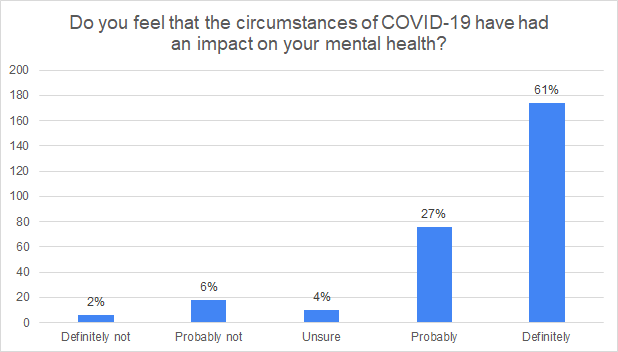 Do you feel that the circumstances of COVID-19 have had
an impact on your mental health?
200
180
160
140
120
100
80
60
40
20
0
2%
6%
4%
27%
61%
Definitely not
Probably not
Unsure
Probably
Definitely